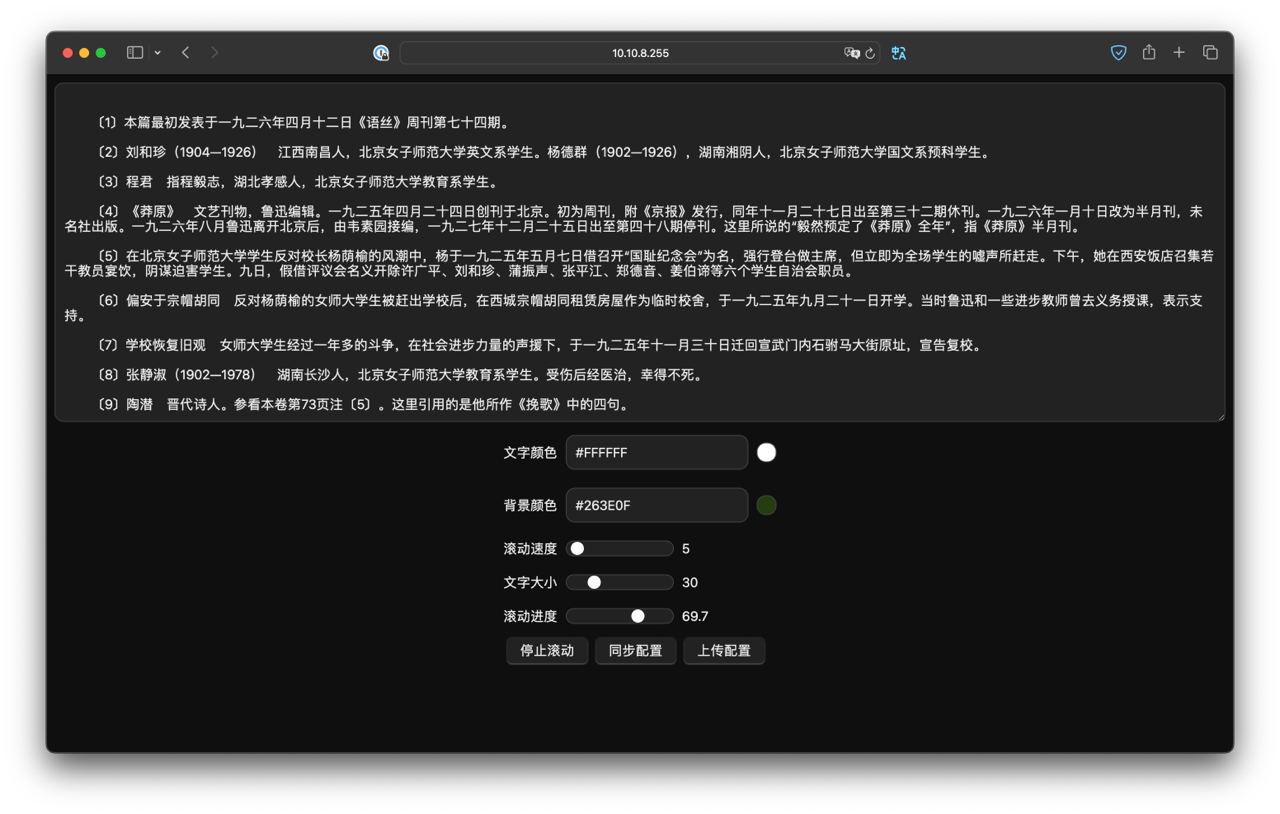 10.10.8.255
〔1〕本篇最初发表于一九二六年四月十二日《语丝》周刊第七十四期。
〔2〕刘和珍（1904—1926）　江西南昌人，北京女子师范大学英文系学生。杨德群（1902—1926），湖南湘阴人，北京女子师范大学国文系预科学生。
〔3〕程君　指程毅志，湖北孝感人，北京女子师范大学教育系学生。
〔4〕《莽原》　文艺刊物，鲁迅编辑。一九二五年四月二十四日创刊于北京。初为周刊，附《京报》发行，同年十一月二十七日出至第三十二期休刊。一九二六年一月十日改为半月刊，未
名社出版。一九二六年八月鲁迅离开北京后，由韦素园接编，一九二七年十二月二十五日出至第四十八期停刊。这里所说的“毅然预定了《莽原》全年”，指《莽原》半月刊。
〔5〕在北京女子师范大学学生反对校长杨荫榆的风潮中，杨于一九二五年五月七日借召开“国耻纪念会”为名，强行登台做主席，但立即为全场学生的嘘声所赶走。下午，她在西安饭店召集若
干教员宴饮，阴谋迫害学生。九日，假借评议会名义开除许广平、刘和珍、蒲振声、张平江、郑德音、姜伯谛等六个学生自治会职员。
〔6〕偏安于宗帽胡同　反对杨荫榆的女师大学生被赶出学校后，在西城宗帽胡同租赁房屋作为临时校舍，于一九二五年九月二十一日开学。当时鲁迅和一些进步教师曾去义务授课，表示支
持。
〔7〕学校恢复旧观　女师大学生经过一年多的斗争，在社会进步力量的声援下，于一九二五年十一月三十日迁回宣武门内石驸马大街原址，宣告复校。
〔8〕张静淑（1902—1978）　湖南长沙人，北京女子师范大学教育系学生。受伤后经医治，幸得不死。
〔9〕陶潜　晋代诗人。参看本卷第73页注〔5〕。这里引用的是他所作《挽歌》中的四句。
文字颜色 #FFFFFF
背景颜色 #263E0F
滚动速度 5
文字大小 30
滚动进度 69.7
停止滚动 同步配置 上传配置